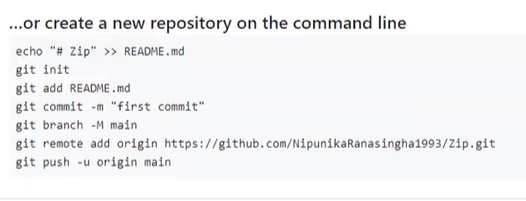 ...or create a new repository on the command line
echo "# Zip" >> README.md
git init
git add README.md
git commit -m "first commit"
git branch -M main
git remote add origin https://github.com/NipunikaRanasingha1993/Zip.git
git push -u origin main